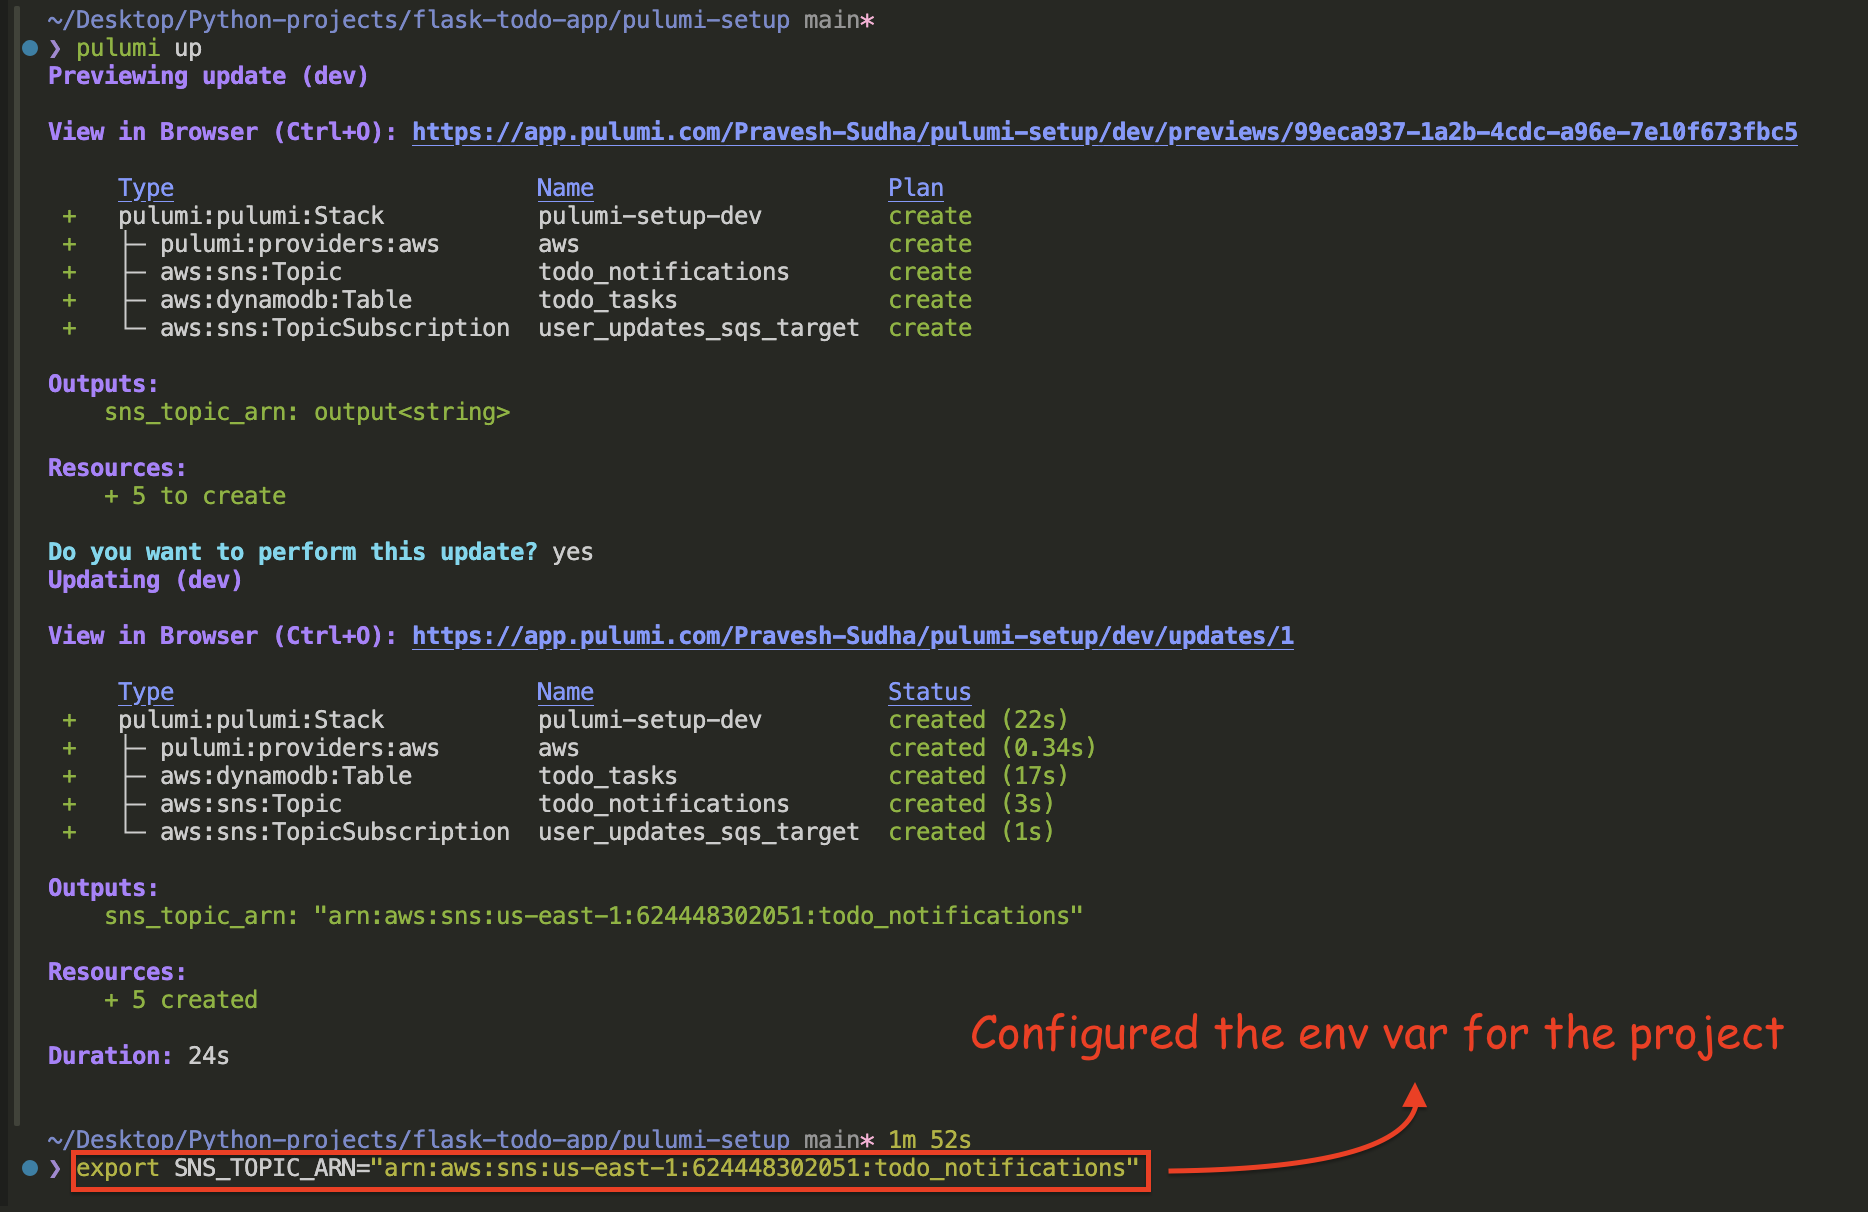 ~/Desktop/Python-projects/flask-todo-app/pulumi-setup main*
❯ pulumi up
Previewing update (dev)
View in Browser (Ctrl+O): https://app.pulumi.com/Pravesh-Sudha/pulumi-setup/dev/previews/99eca937-1a2b-4cdc-a96e-7e10f673fbc5
Type Name Plan
+ pulumi:pulumi:Stack pulumi-setup-dev create
+ ├─ pulumi:providers:aws aws create
+ ├─ aws:sns:Topic todo_notifications create
+ ├─ aws:dynamodb:Table todo_tasks create
+ └─ aws:sns:TopicSubscription user_updates_sqs_target create
Outputs:
sns_topic_arn: output<string>
Resources:
+ 5 to create
Do you want to perform this update? yes
Updating (dev)
View in Browser (Ctrl+O): https://app.pulumi.com/Pravesh-Sudha/pulumi-setup/dev/updates/1
Type Name Status
+ pulumi:pulumi:Stack pulumi-setup-dev created (22s)
+ ├─ pulumi:providers:aws aws created (0.34s)
+ ├─ aws:dynamodb:Table todo_tasks created (17s)
+ ├─ aws:sns:Topic todo_notifications created (3s)
+ └─ aws:sns:TopicSubscription user_updates_sqs_target created (1s)
Outputs:
sns_topic_arn: "arn:aws:sns:us-east-1:624448302051:todo_notifications"
Resources:
+ 5 created
Configured the env var for the project
Duration: 24s
~/Desktop/Python-projects/flask-todo-app/pulumi-setup main* 1m 52s
❯ export SNS_TOPIC_ARN="arn:aws:sns:us-east-1:624448302051:todo_notifications"